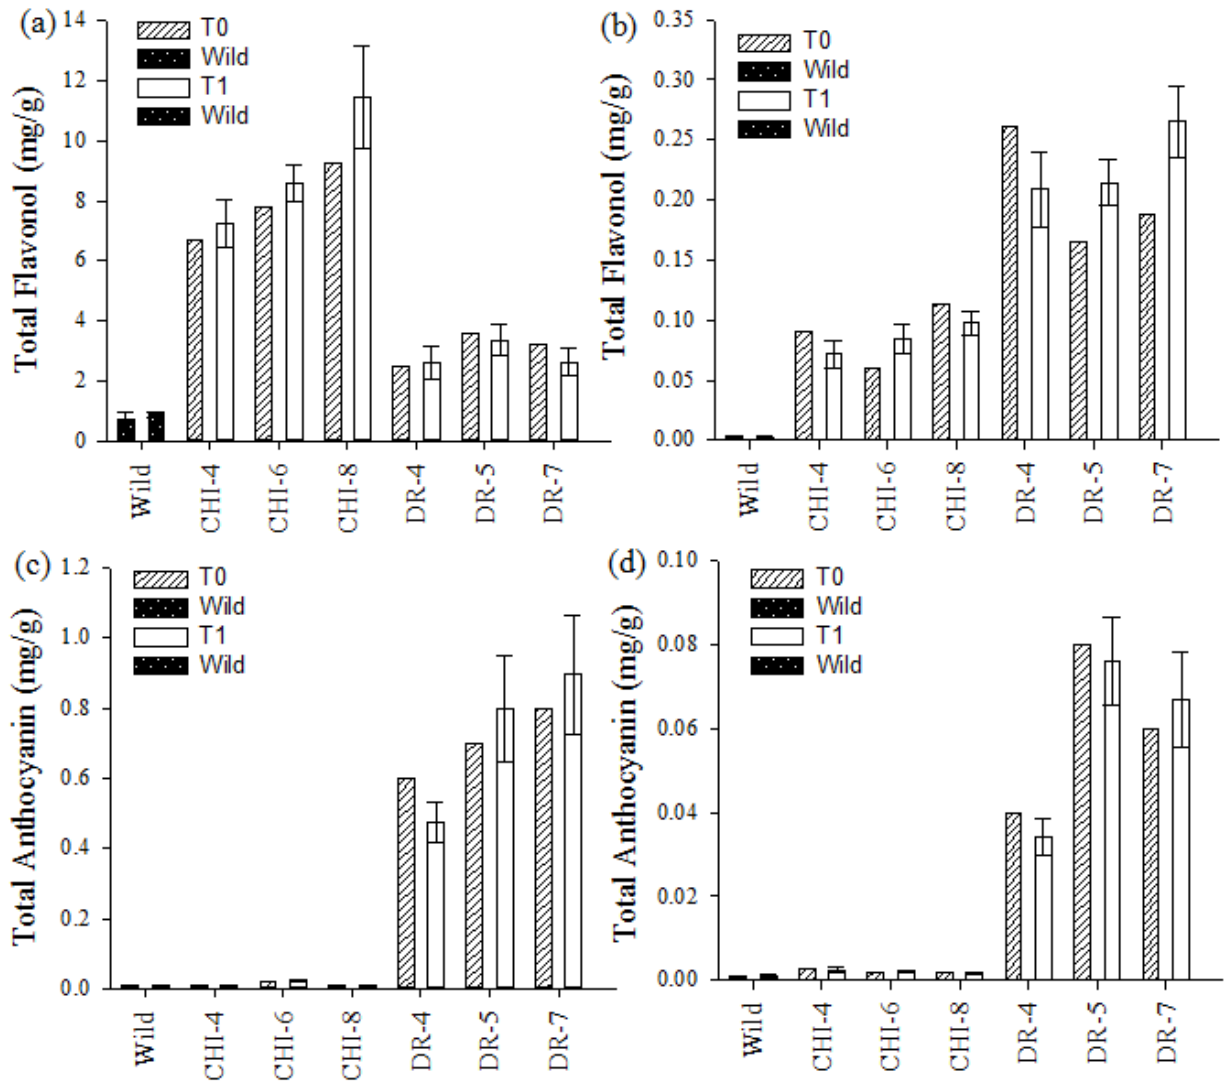 (a)
Total Flavonol (mg/g)
14
12
10
8
6
4
2
0
T0
Wild
T1
Wild
Wild
CHI-4
CHI-6
CHI-8
DR-4
DR-5
DR-7
(b)
Total Flavonol (mg/g)
0.35
0.30
0.25
0.20
0.15
0.10
0.05
0.00
T0
Wild
T1
Wild
Wild
CHI-4
CHI-6
CHI-8
DR-4
DR-5
DR-7
(c)
Total Anthocyanin (mg/g)
1.2
1.0
0.8
0.6
0.4
0.2
0.0
T0
Wild
T1
Wild
Wild
CHI-4
CHI-6
CHI-8
DR-4
DR-5
DR-7
(d)
Total Anthocyanin (mg/g)
0.10
0.08
0.06
0.04
0.02
0.00
T0
Wild
T1
Wild
Wild
CHI-4
CHI-6
CHI-8
DR-4
DR-5
DR-7